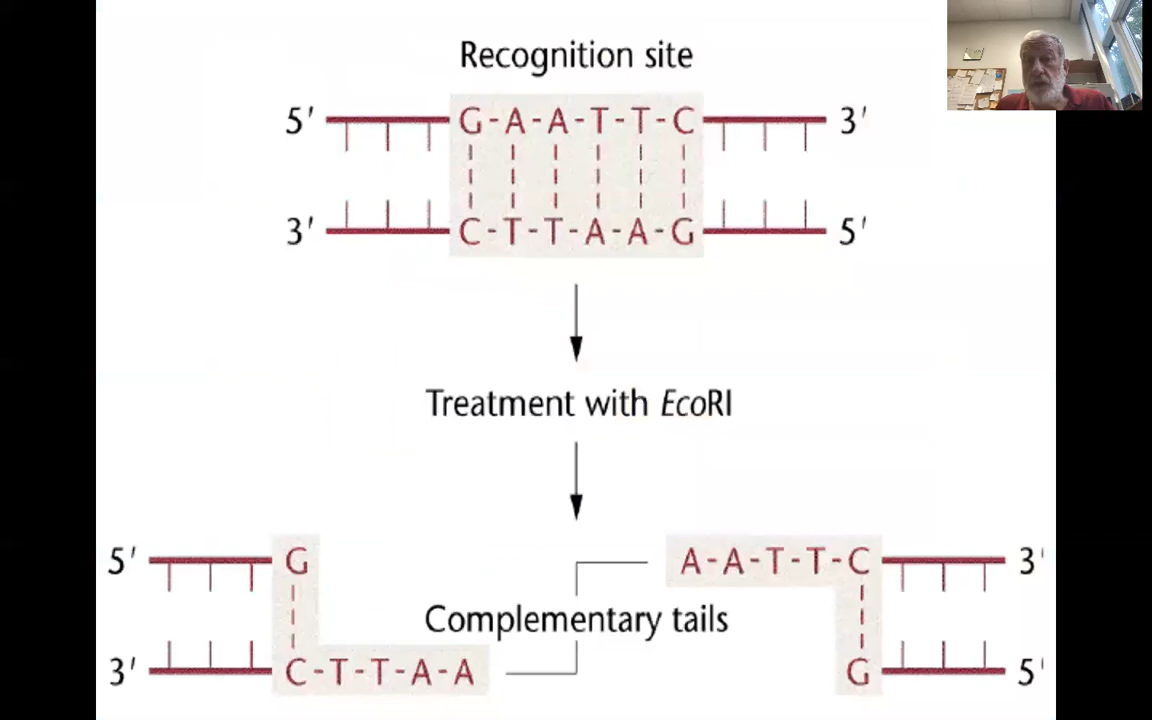 Recognition site
5' G-A-A-T-T-C 3'
3' C-T-T-A-A-G 5'
Treatment with EcoRI
5' G A-A-T-T-C 3'
Complementary tails
3' C-T-T-A-A G 5'